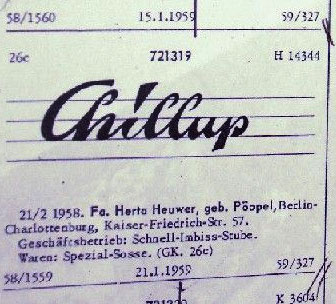 58/1560 15.1.1959 59/327
26c 721319 H 14344
Chillup
21/2 1958. Fa. Herta Heuwer, geb. Pöppel, Berlin-
Charlottenburg, Kaiser-Friedrich-Str. 57.
Geschäftsbetrieb: Schnell-Imbiss-Stube.
Waren: Spezial-Sosse. (GK. 26c)
58/1559 21.1.1959 59/327
K 3604